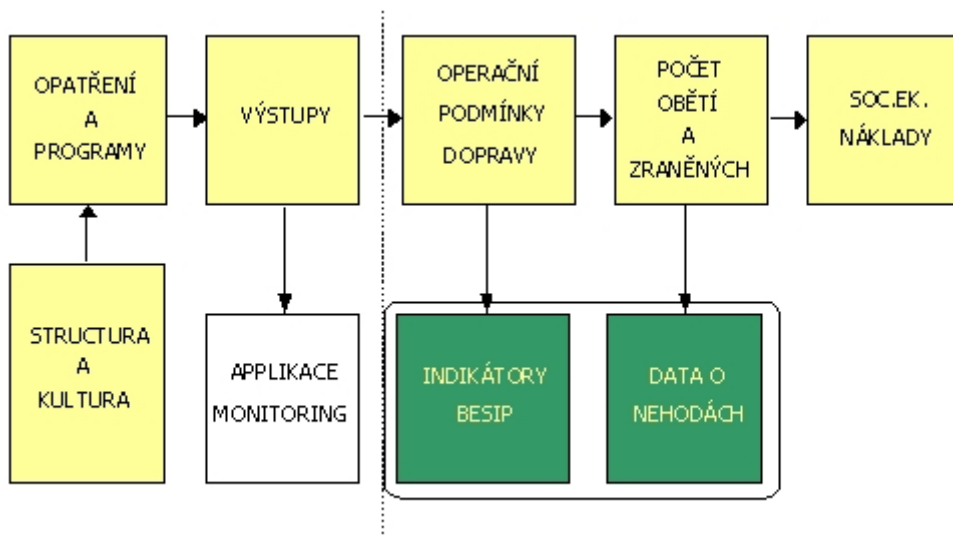 OPATŘENÍ
A
PROGRAMY
VÝSTUPY
OPERAČNÍ
PODMÍNKY
DOPRAVY
POČET
OBĚTÍ
A
ZRANĚNÝCH
SOC.EK.
NÁKLADY
STRUCTURA
A
KULTURA
APPLIKACE
MONITORING
INDIKÁTORY
BESIP
DATA O
NEHODÁCH